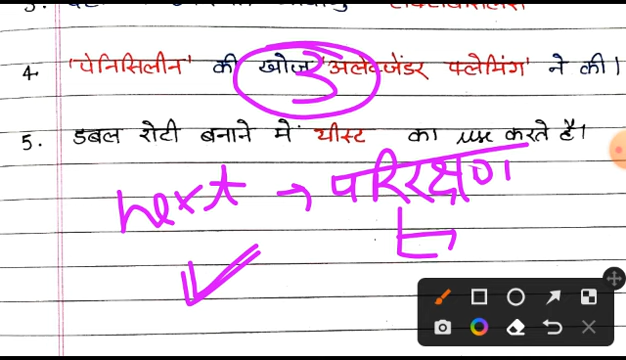 4. 'पेनिसिलीन' की खोज 'अलेक्जेंडर फ्लेमिंग' ने की।
5. डबल रोटी बनाने में यीस्ट का use करते है।
next → परिरक्षण